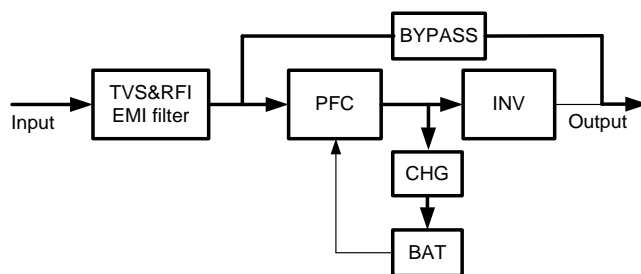 BYPASS
TVS&RFI
EMI filter
PFC
INV
Input
Output
CHG
BAT